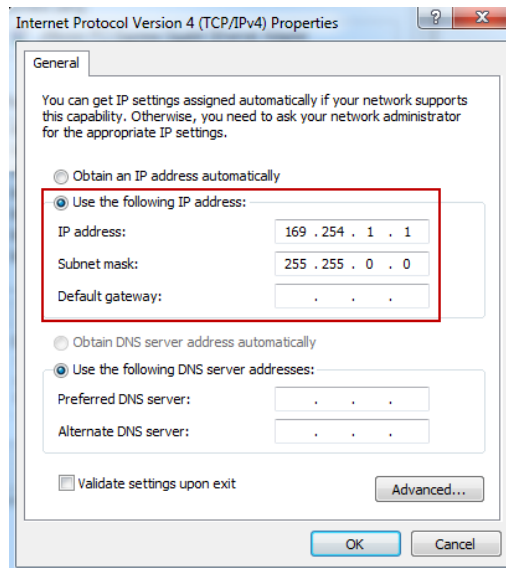 Internet Protocol Version 4 (TCP/IPv4) Properties
General
You can get IP settings assigned automatically if your network supports
this capability. Otherwise, you need to ask your network administrator
for the appropriate IP settings.
Obtain an IP address automatically
Use the following IP address:
IP address: 169 . 254 . 1 . 1
Subnet mask: 255 . 255 . 0 . 0
Default gateway: . . .
Obtain DNS server address automatically
Use the following DNS server addresses:
Preferred DNS server: . . .
Alternate DNS server: . . .
Validate settings upon exit
Advanced...
OK Cancel